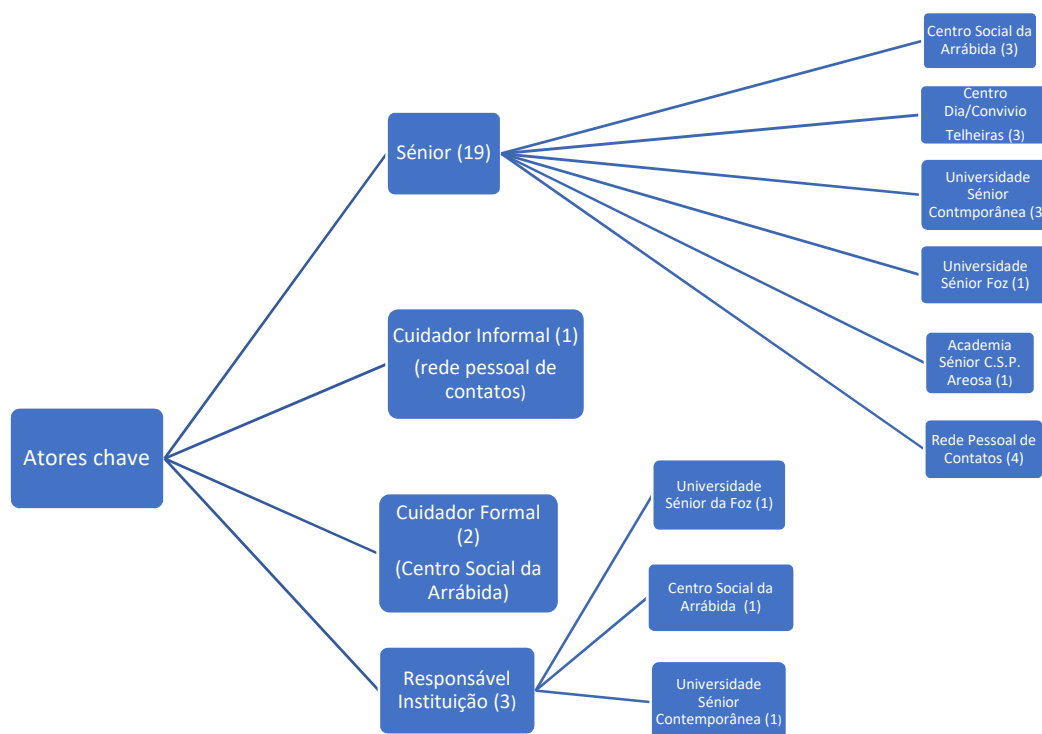 Atores chave
Sénior (19)
Centro Social da
Arrábida (3)
Centro
Dia/Convivio
Telheiras (3)
Universidade
Sénior
Contmporânea (3
Universidade
Sénior Foz (1)
Academia
Sénior C.S.P.
Areosa (1)
Rede Pessoal de
Contatos (4)
Cuidador Informal (1)
(rede pessoal de
contatos)
Cuidador Formal
(2)
(Centro Social da
Arrábida)
Responsável
Instituição (3)
Universidade
Sénior da Foz (1)
Centro Social da
Arrábida (1)
Universidade
Sénior
Contemporânea (1)